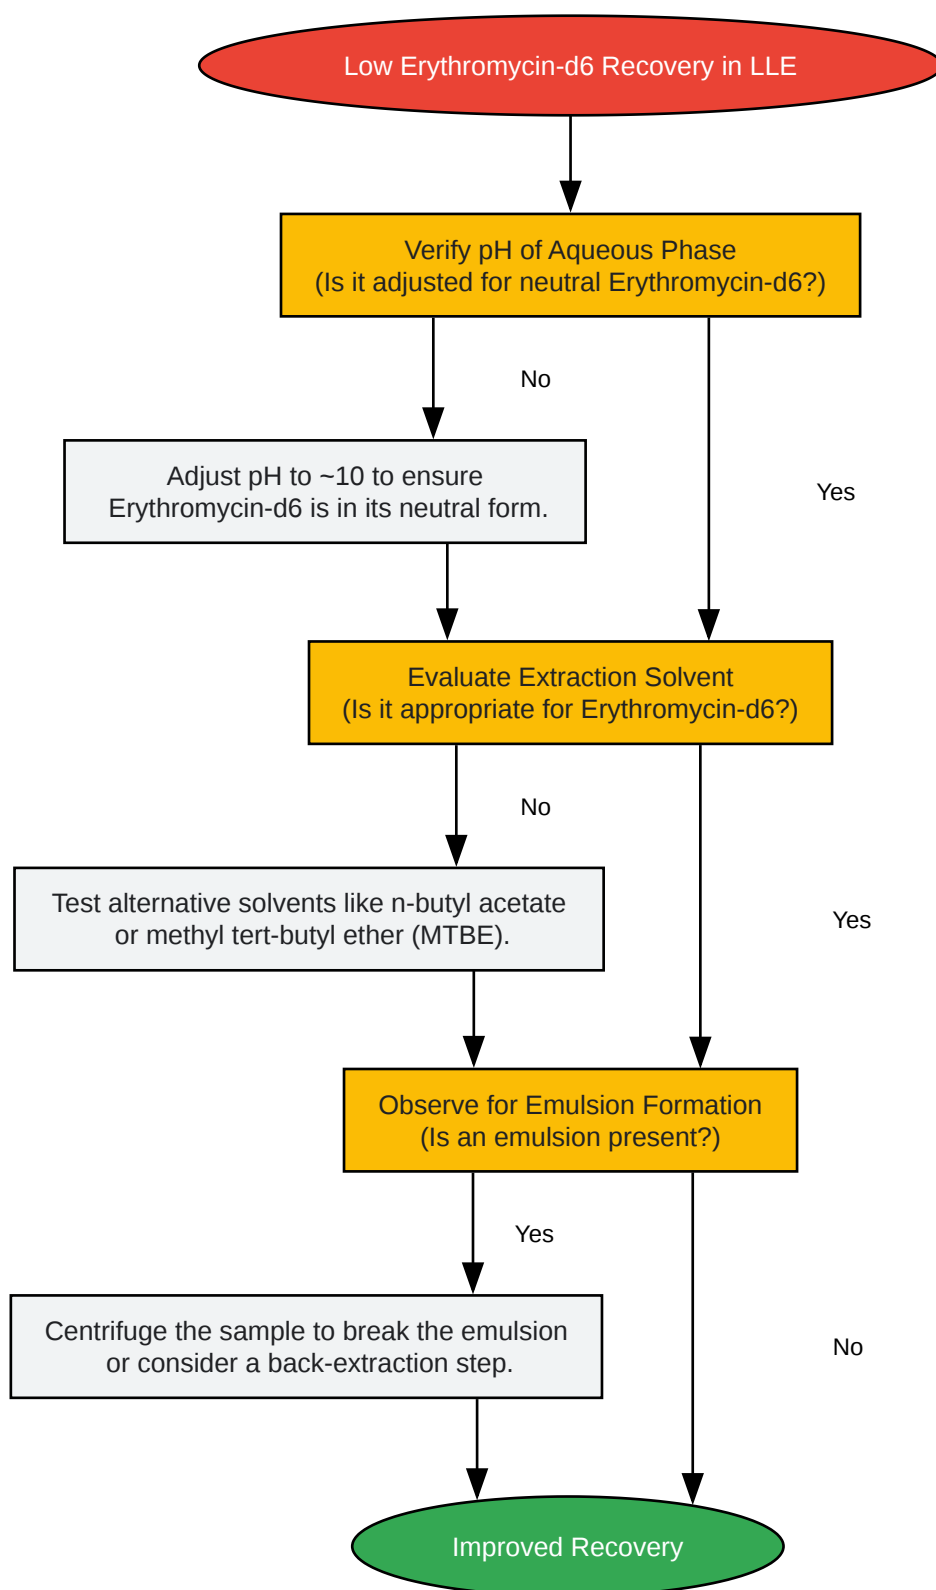 Low Erythromycin-d6 Recovery in LLE
Verify pH of Aqueous Phase
(Is it adjusted for neutral Erythromycin-d6?)
No
Adjust pH to ~10 to ensure
Erythromycin-d6 is in its neutral form.
Yes
Evaluate Extraction Solvent
(Is it appropriate for Erythromycin-d6?)
No
Test alternative solvents like n-butyl acetate
or methyl tert-butyl ether (MTBE).
Yes
Observe for Emulsion Formation
(Is an emulsion present?)
Yes
Centrifuge the sample to break the emulsion
or consider a back-extraction step.
No
Improved Recovery